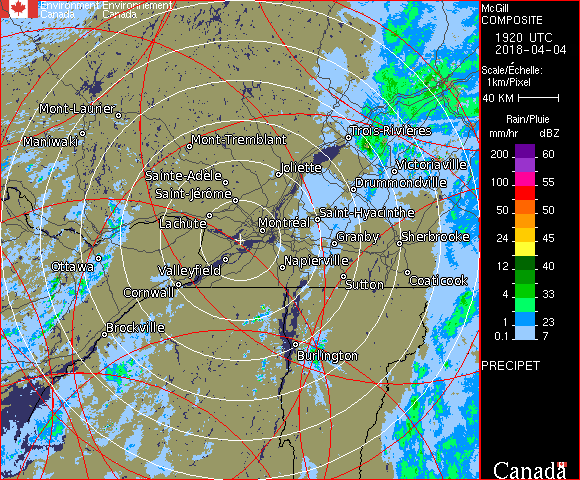 Environment Environnement
Canada Canada
McGill
COMPOSITE
1920 UTC
2018-04-04
Scale/Échelle:
1km/Pixel
40 KM
Rain/Pluie
mm/hr dBZ
200 60
100 55
50 50
24 45
12 40
4 33
1 23
0.1 7
PRECIPET
Canada
Mont-Laurier
Maniwaki
Mont-Tremblant
Trois-Rivières
Victoriaville
Joliette
Sainte-Adèle
Drummondville
Saint-Jérôme
Saint-Hyacinthe
Lachute
Montréal
Granby
Sherbrooke
Ottawa
Valleyfield
Napierville
Sutton
Coaticook
Cornwall
Brockville
Burlington